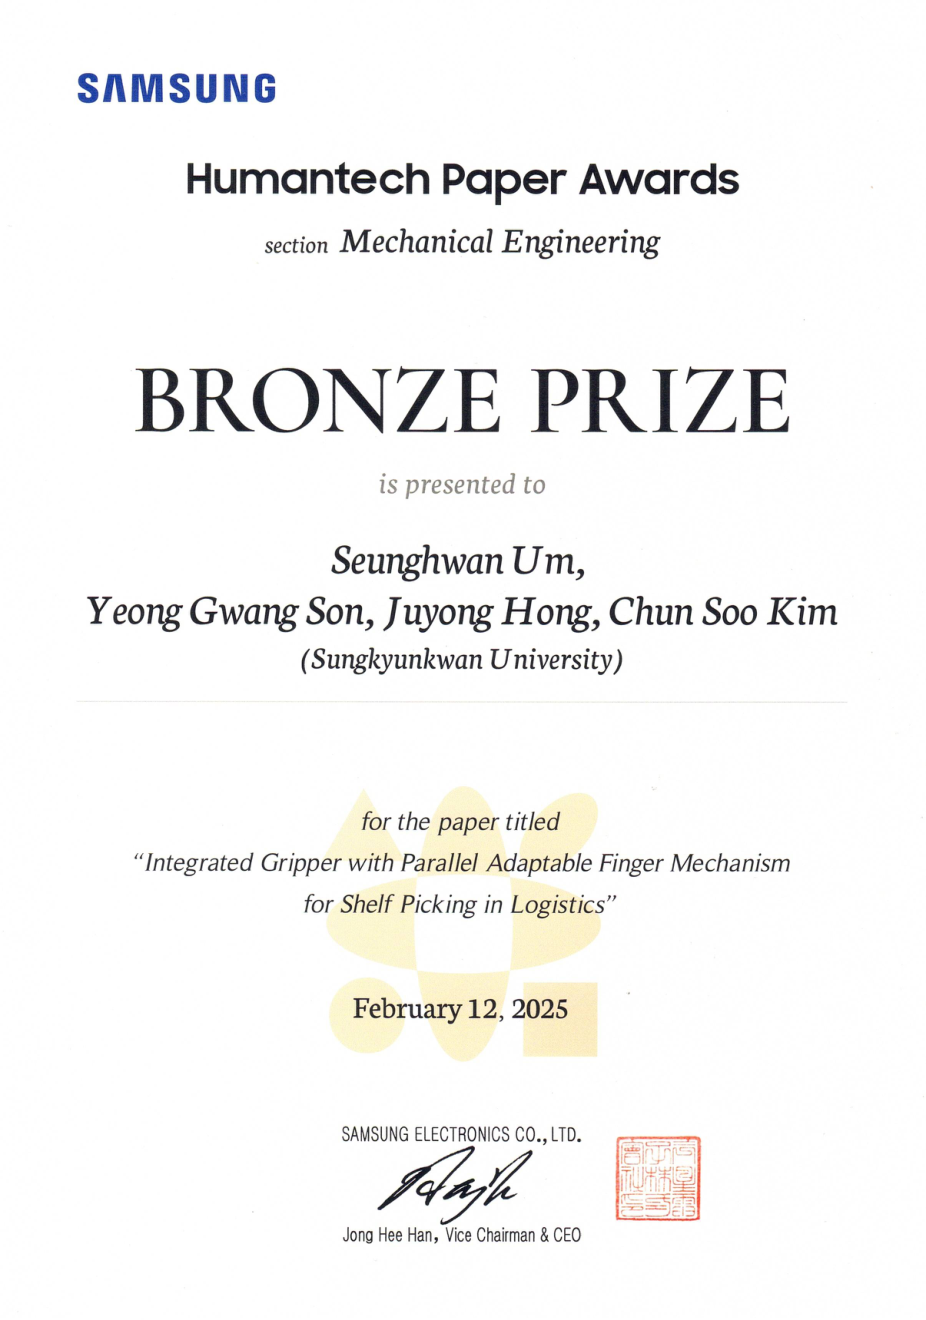 SAMSUNG
Humantech Paper Awards
section Mechanical Engineering
BRONZE PRIZE
is presented to
Seunghwan Um,
Yeong Gwang Son, Juyong Hong, Chun Soo Kim
(Sungkyunkwan University)
for the paper titled
“Integrated Gripper with Parallel Adaptable Finger Mechanism
for Shelf Picking in Logistics”
February 12, 2025
SAMSUNG ELECTRONICS CO., LTD.
Jong Hee Han, Vice Chairman & CEO